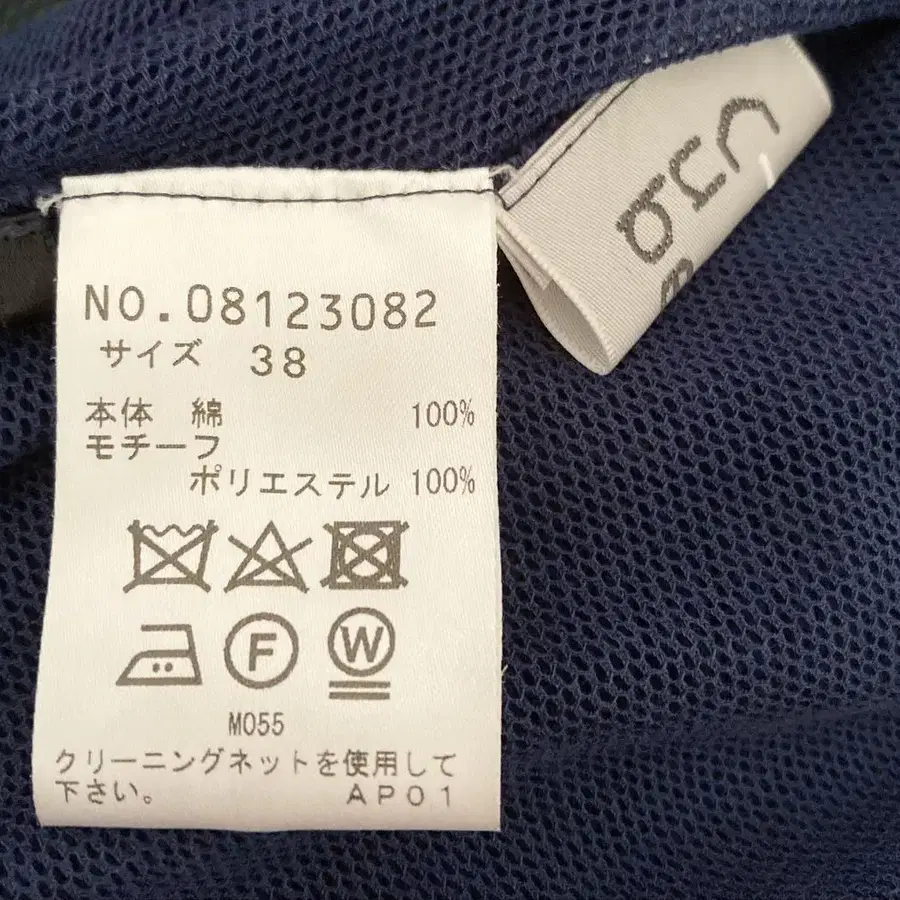 NO.08123082
サイズ 38
本体 綿 100%
モチーフ
ポリエステル 100%
F W
M055
クリーニングネットを使用して
下さい。 AP01